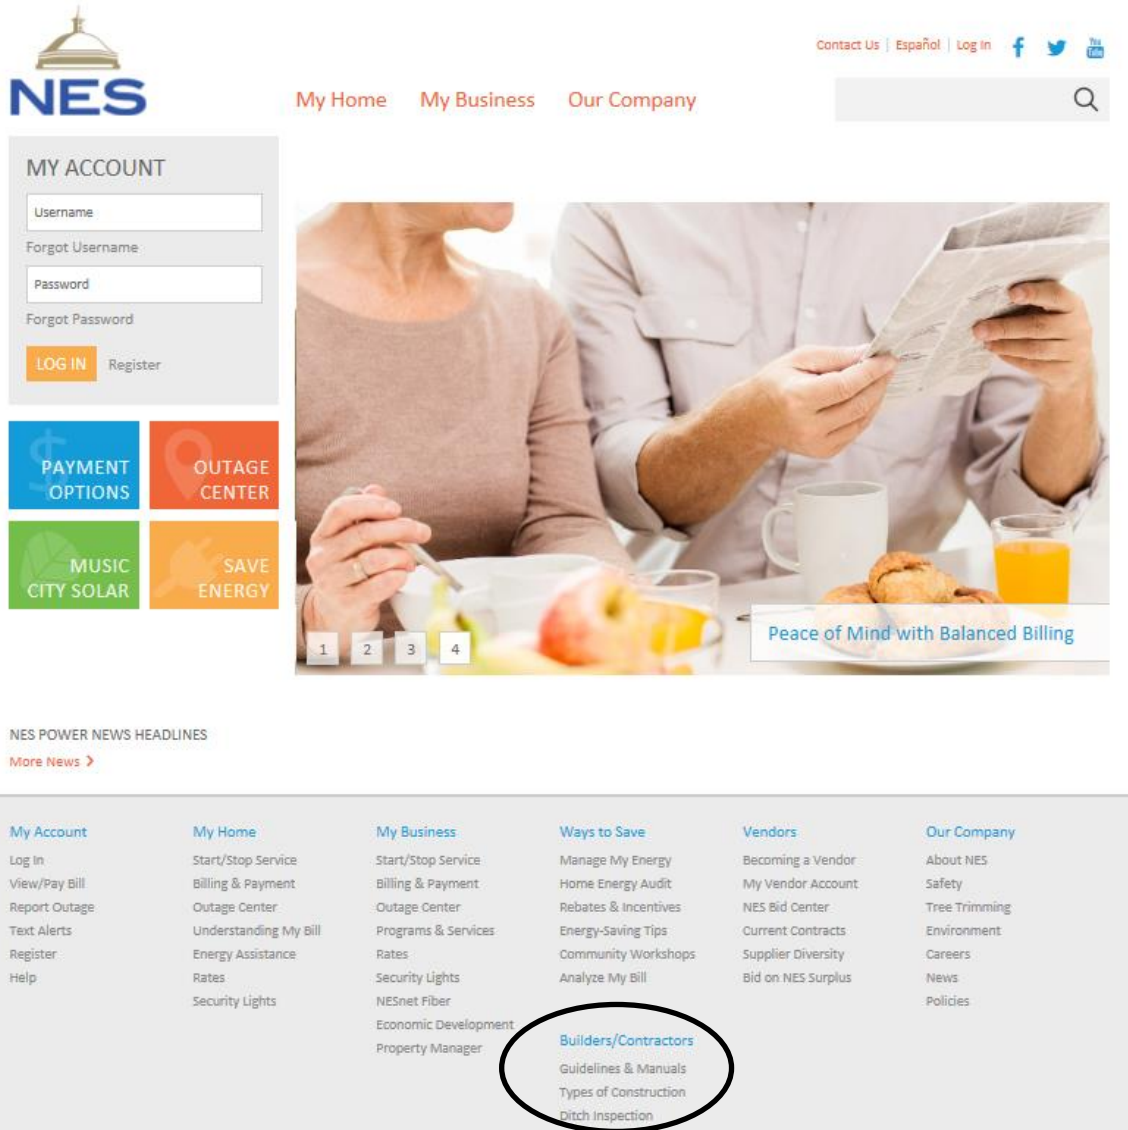 NES
Contact Us | Español | Log In
You
Tube
My Home My Business Our Company
MY ACCOUNT
Username
Forgot Username
Password
Forgot Password
LOG IN Register
PAYMENT
OPTIONS
OUTAGE
CENTER
MUSIC
CITY SOLAR
SAVE
ENERGY
1 2 3 4
Peace of Mind with Balanced Billing
NES POWER NEWS HEADLINES
More News >
My Account
Log In
View/Pay Bill
Report Outage
Text Alerts
Register
Help
My Home
Start/Stop Service
Billing & Payment
Outage Center
Understanding My Bill
Energy Assistance
Rates
Security Lights
My Business
Start/Stop Service
Billing & Payment
Outage Center
Programs & Services
Rates
Security Lights
NESnet Fiber
Economic Development
Property Manager
Ways to Save
Manage My Energy
Home Energy Audit
Rebates & Incentives
Energy-Saving Tips
Community Workshops
Analyze My Bill
Builders/Contractors
Guidelines & Manuals
Types of Construction
Ditch Inspection
Vendors
Becoming a Vendor
My Vendor Account
NES Bid Center
Current Contracts
Supplier Diversity
Bid on NES Surplus
Our Company
About NES
Safety
Tree Trimming
Environment
Careers
News
Policies